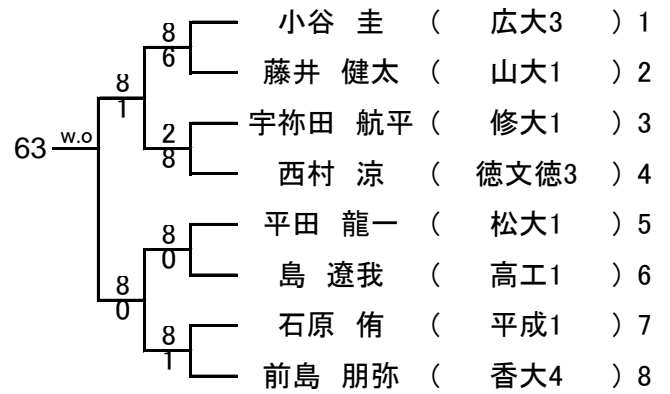 8 小谷 圭 ( 広大3 ) 1
6
藤井 健太 ( 山大1 ) 2
8
1
2 宇祢田 航平 ( 修大1 ) 3
63 w.o
8
西村 涼 ( 徳文徳3 ) 4
8 平田 龍一 ( 松大1 ) 5
0
島 遼我 ( 高工1 ) 6
8
0
石原 侑 ( 平成1 ) 7
8
1
前島 朋弥 ( 香大4 ) 8